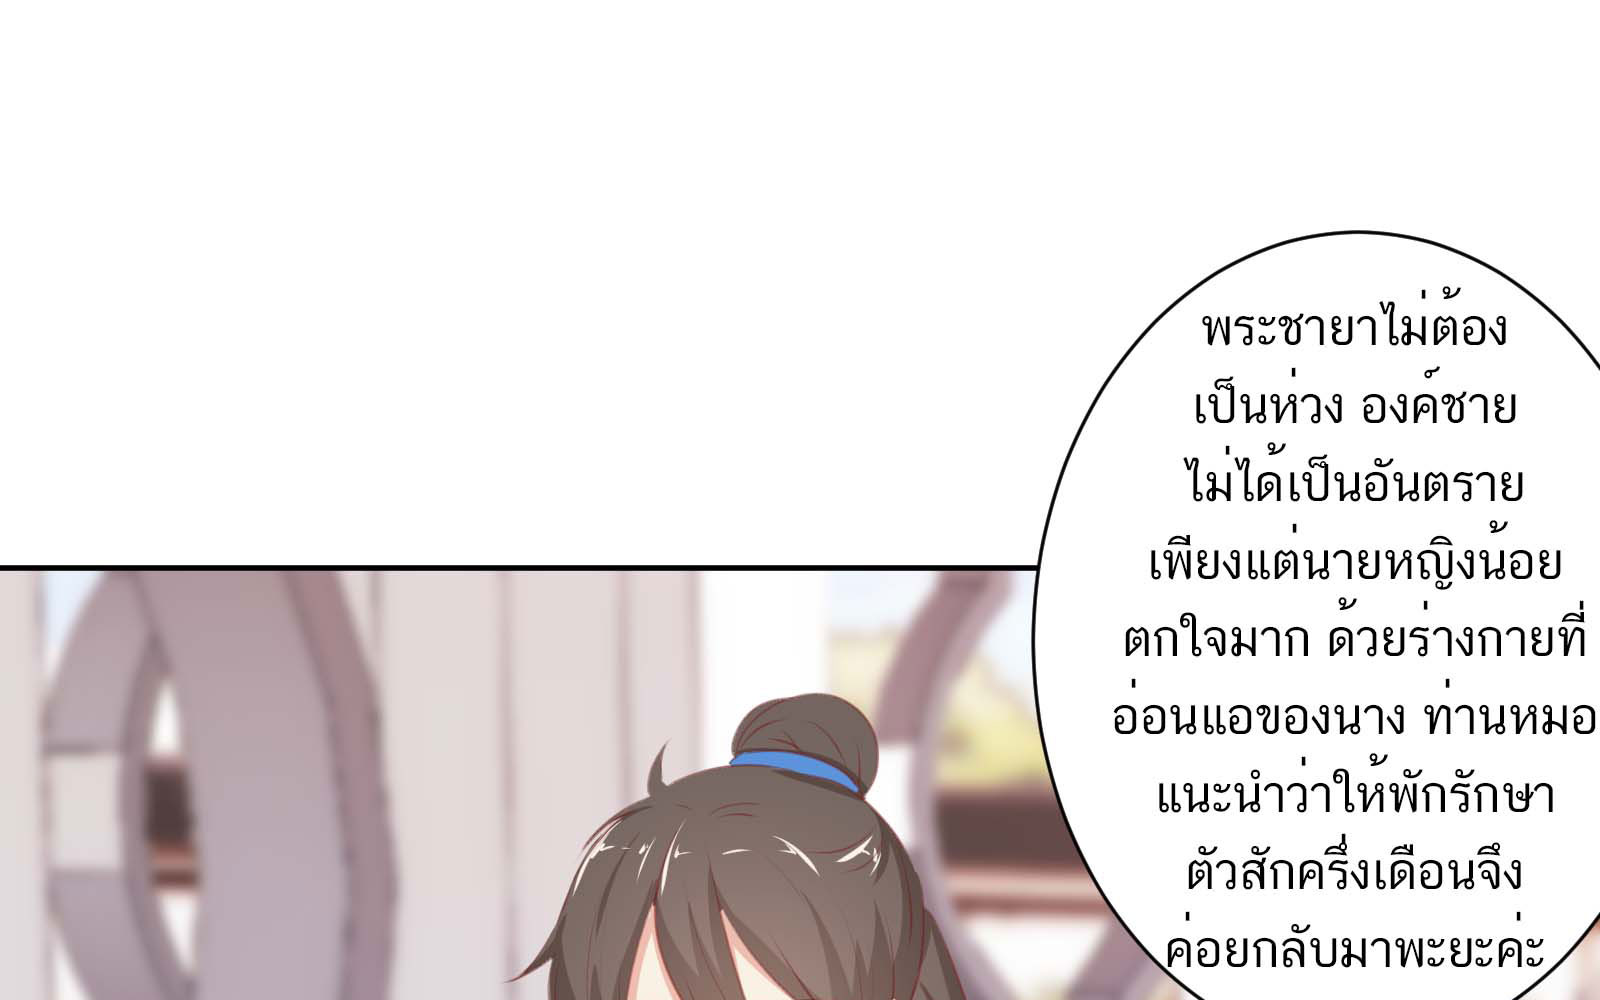 พระชายาไม่ต้อง
เป็นห่วง องค์ชาย
ไม่ได้เป็นอันตราย
เพียงแต่นายหญิงน้อย
ตกใจมาก ด้วยร่างกายที่
อ่อนแอของนาง ท่านหมอ
แนะนำว่าให้พักรักษา
ตัวสักครึ่งเดือนจึง
ค่อยกลับมาพะยะค่ะ